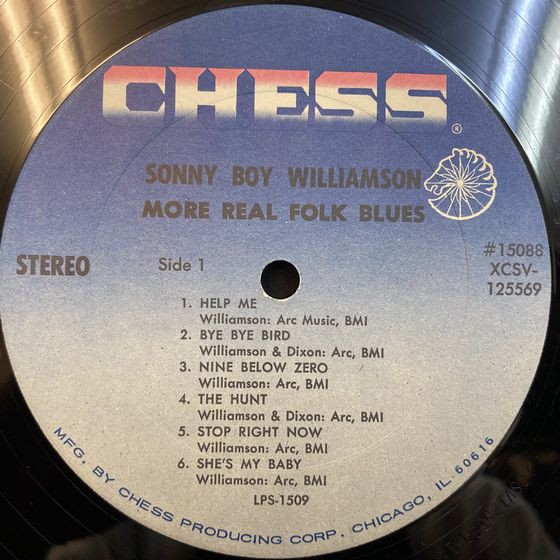 CHESS
®
SONNY BOY WILLIAMSON
MORE REAL FOLK BLUES
STEREO
Side 1
#15088
XCSV-
125569
1. HELP ME
Williamson: Arc Music, BMI
2. BYE BYE BIRD
Williamson & Dixon: Arc, BMI
3. NINE BELOW ZERO
Williamson: Arc, BMI
4. THE HUNT
Williamson & Dixon: Arc, BMI
5. STOP RIGHT NOW
Williamson: Arc, BMI
6. SHE'S MY BABY
Williamson: Arc, BMI
LPS-1509
MFG. BY CHESS PRODUCING CORP. CHICAGO, IL 60616